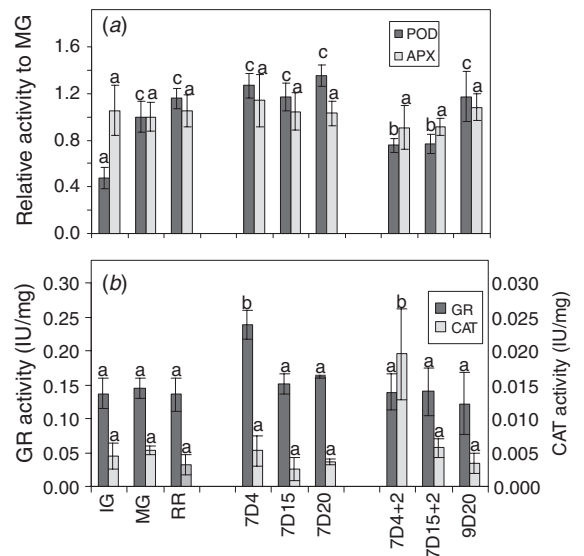 (a)
POD
APX
Relative activity to MG
1.6
1.2
0.8
0.4
0.0
a a c a c a c a c a c a b a b a c a
(b)
GR
CAT
GR activity (IU/mg)
0.30
0.25
0.20
0.15
0.10
0.05
0.00
CAT activity (IU/mg)
0.030
0.025
0.020
0.015
0.010
0.005
0.000
a a a a a a b a a a a a a b a a a a
IG MG RR 7D4 7D15 7D20 7D4+2 7D15+2 9D20